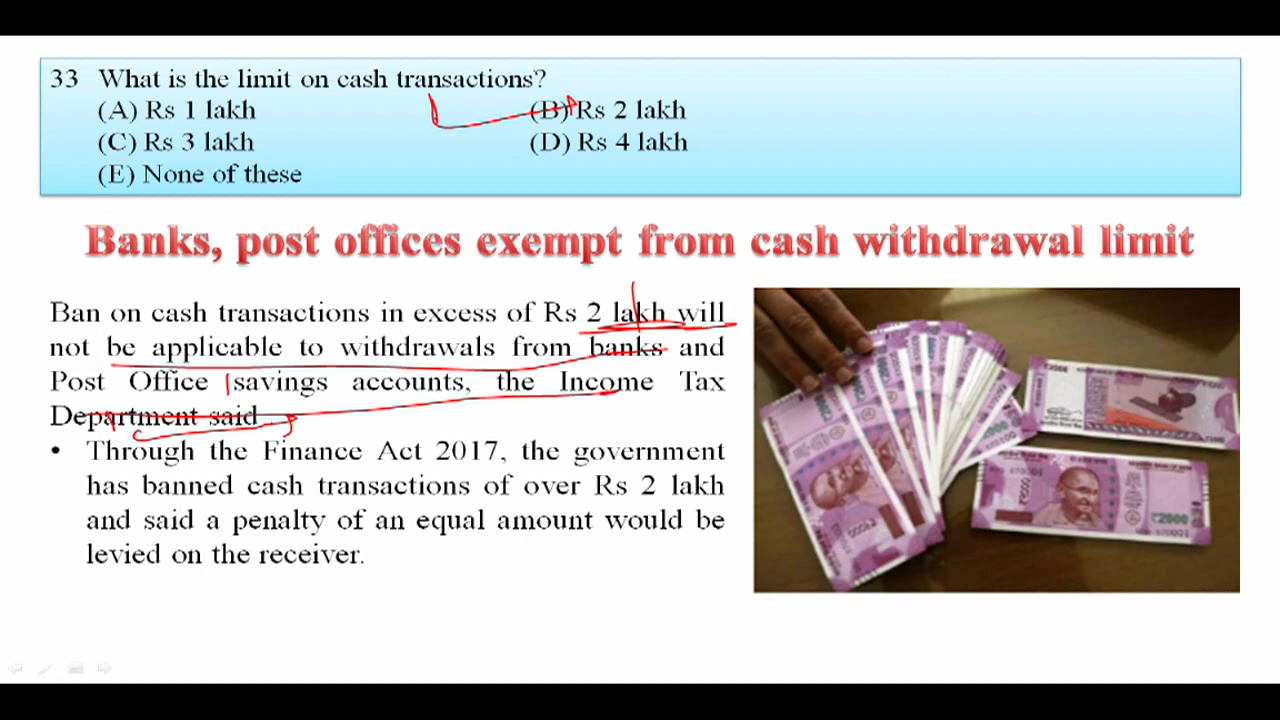 33 What is the limit on cash transactions?
(A) Rs 1 lakh (B) Rs 2 lakh
(C) Rs 3 lakh (D) Rs 4 lakh
(E) None of these
Banks, post offices exempt from cash withdrawal limit
Ban on cash transactions in excess of Rs 2 lakh will
not be applicable to withdrawals from banks and
Post Office savings accounts, the Income Tax
Department said
• Through the Finance Act 2017, the government
has banned cash transactions of over Rs 2 lakh
and said a penalty of an equal amount would be
levied on the receiver.
₹2000